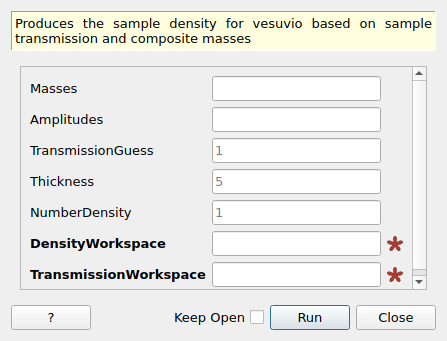 Produces the sample density for vesuvio based on sample
transmission and composite masses
Masses
Amplitudes
TransmissionGuess 1
Thickness 5
NumberDensity 1
DensityWorkspace *
TransmissionWorkspace *
? Keep Open Run Close